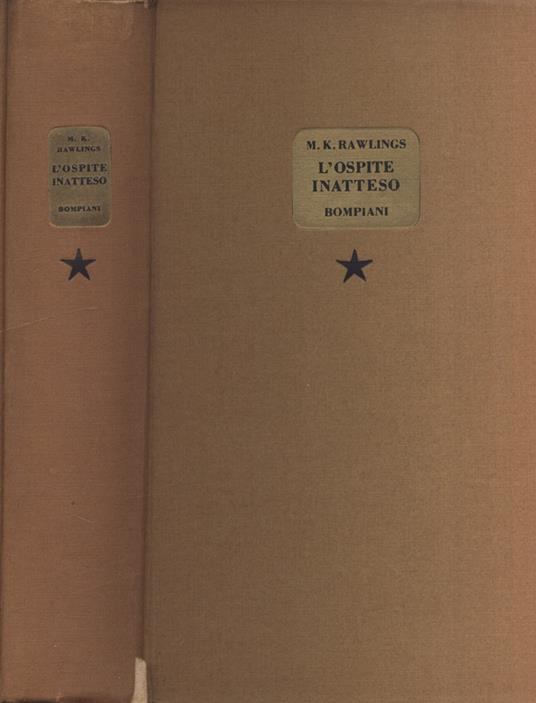 M. K.
RAWLINGS
L'OSPITE
INATTESO
BOMPIANI
M. K. RAWLINGS
L'OSPITE
INATTESO
BOMPIANI